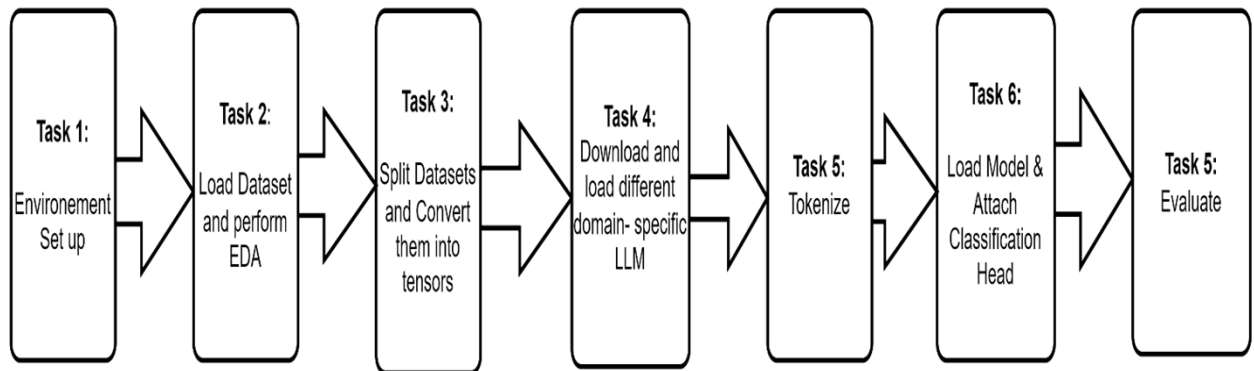 Task 1:
Environement
Set up
Task 2:
Load Dataset
and perform
EDA
Task 3:
Split Datasets
and Convert
them into
tensors
Task 4:
Download and
load different
domain- specific
LLM
Task 5:
Tokenize
Task 6:
Load Model &
Attach
Classification
Head
Task 5:
Evaluate